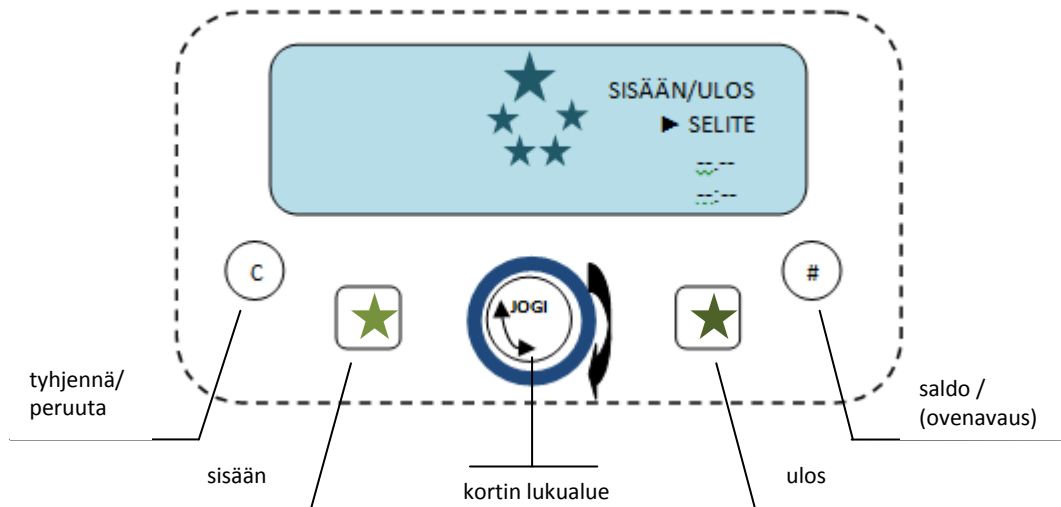 SISÄÄN/ULOS
► SELITE
--.--
--:--
C
#
JOGI
tyhjennä/
peruuta
saldo /
(ovenavaus)
sisään
ulos
kortin lukualue